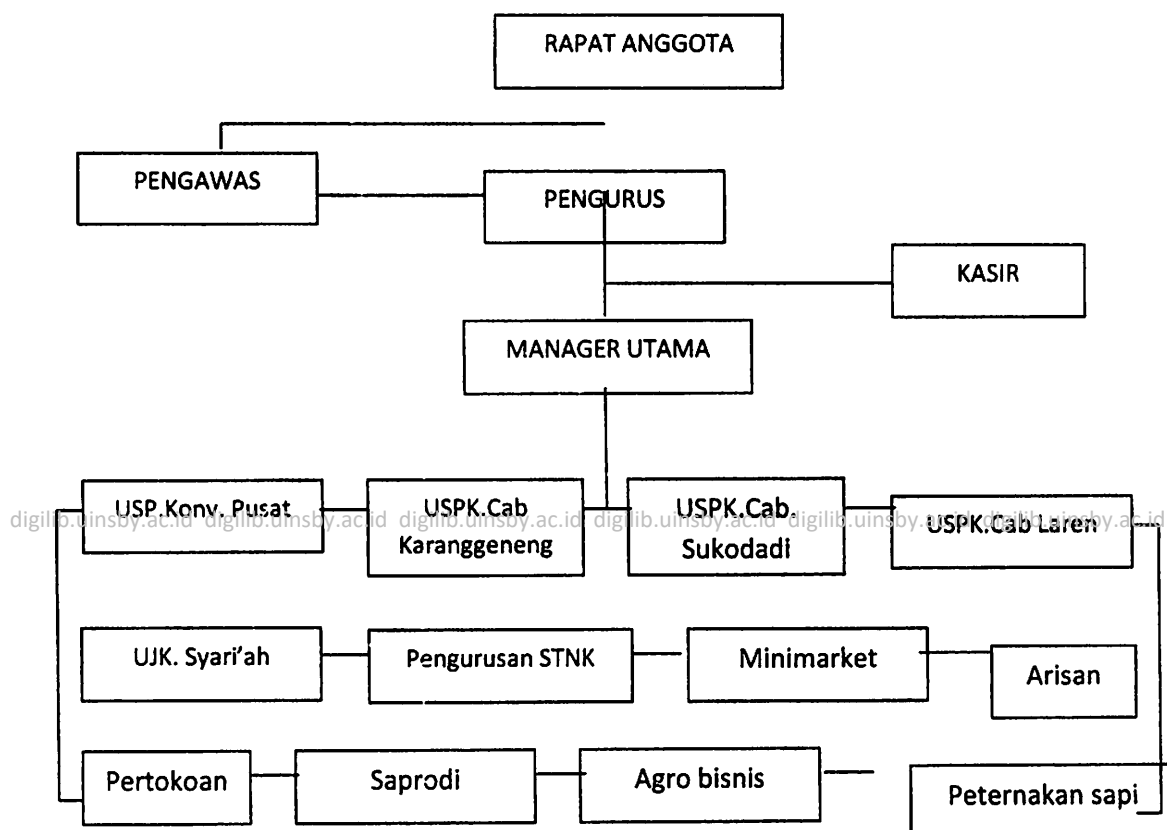 RAPAT ANGGOTA
PENGAWAS
PENGURUS
KASIR
MANAGER UTAMA
USP.Konv. Pusat
USPK.Cab
Karanggeneng
USPK.Cab.
Sukodadi
USPK.Cab Laren
digilib.uinsby.ac.id digilib.uinsby.ac.id digilib.uinsby.ac.id digilib.uinsby.ac.id digilib.uinsby.ac.id
UJK. Syari'ah
Pengurusan STNK
Minimarket
Arisan
Pertokoan
Saprodi
Agro bisnis
Peternakan sapi